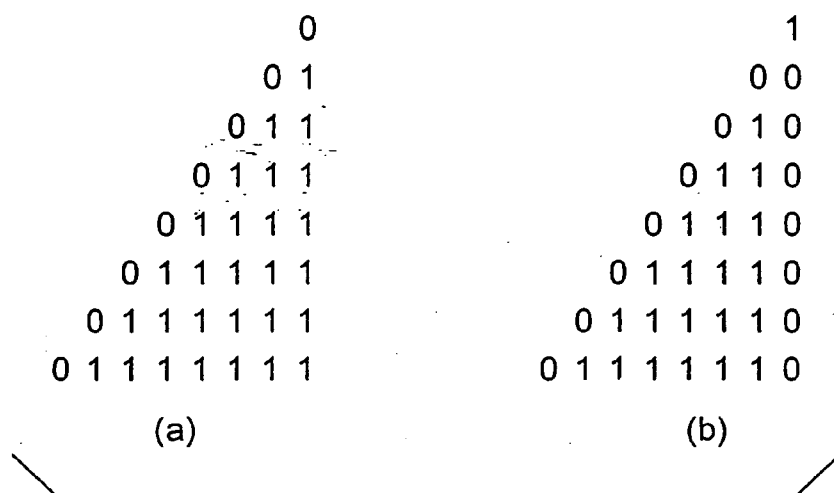 0
0 1
0 1 1
0 1 1 1
0 1 1 1 1
0 1 1 1 1 1
0 1 1 1 1 1 1
0 1 1 1 1 1 1 1
(a)
1
0 0
0 1 0
0 1 1 0
0 1 1 1 0
0 1 1 1 1 0
0 1 1 1 1 1 0
0 1 1 1 1 1 1 0
(b)